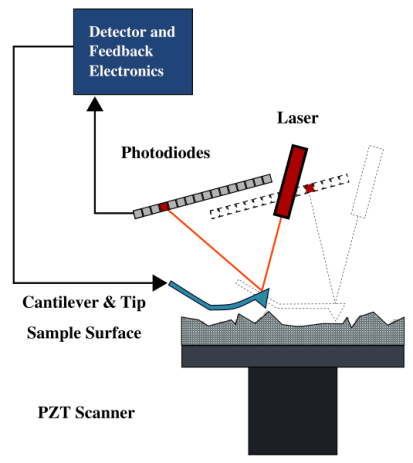 Detector and
Feedback
Electronics
Laser
Photodiodes
Cantilever & Tip
Sample Surface
PZT Scanner